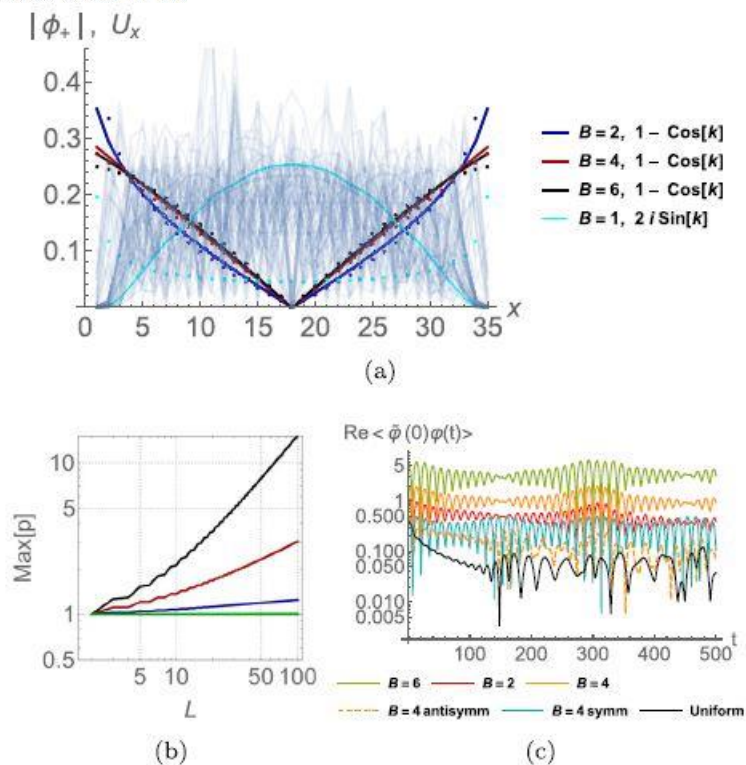 |ϕ₊|, Uₓ
0.4
0.3
0.2
0.1
0 5 10 15 20 25 30 35 x
B = 2, 1 − Cos[k]
B = 4, 1 − Cos[k]
B = 6, 1 − Cos[k]
B = 1, 2 i Sin[k]
(a)
Max[p]
10
5
1
0.5
5 10 50 100
L
(b)
Re < φ̃ (0) φ(t) >
5
1
0.500
0.100
0.050
0.010
0.005
100 200 300 400 500 t
B = 6 B = 2 B = 4
B = 4 antisymm B = 4 symm Uniform
(c)